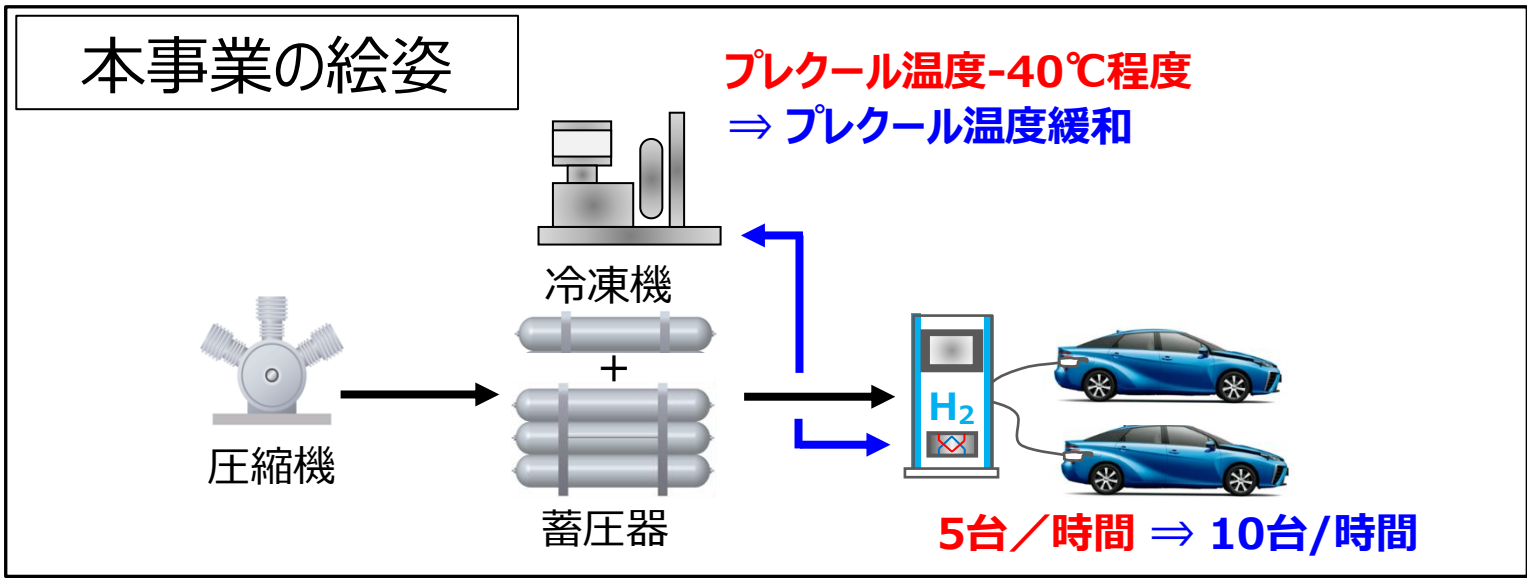 本事業の絵姿
プレクール温度-40℃程度
⇒ プレクール温度緩和
冷凍機
+
圧縮機
蓄圧器
H₂
5台／時間 ⇒ 10台/時間